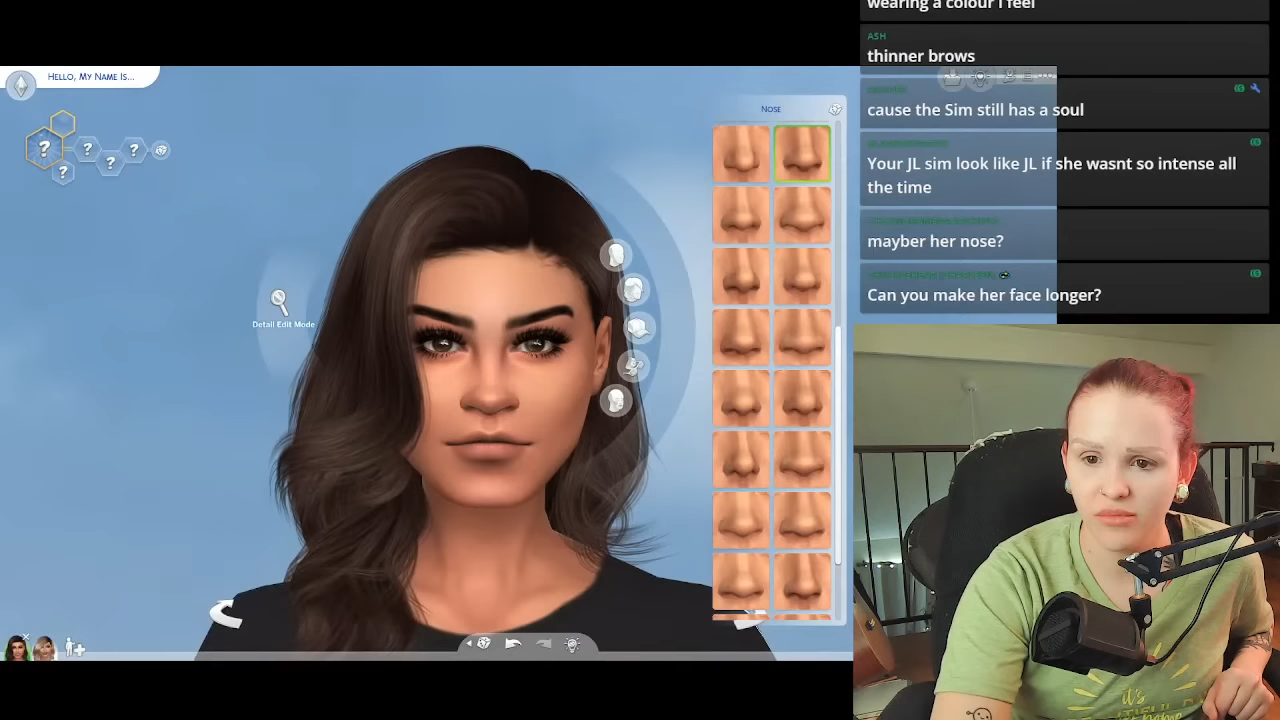 wearing a colour I feel
HELLO, MY NAME IS...
ASH
thinner brows
cause the Sim still has a soul
Your JL sim look like JL if she wasnt so intense all
the time
mayber her nose?
Can you make her face longer?
NOSE
Detail Edit Mode
it's